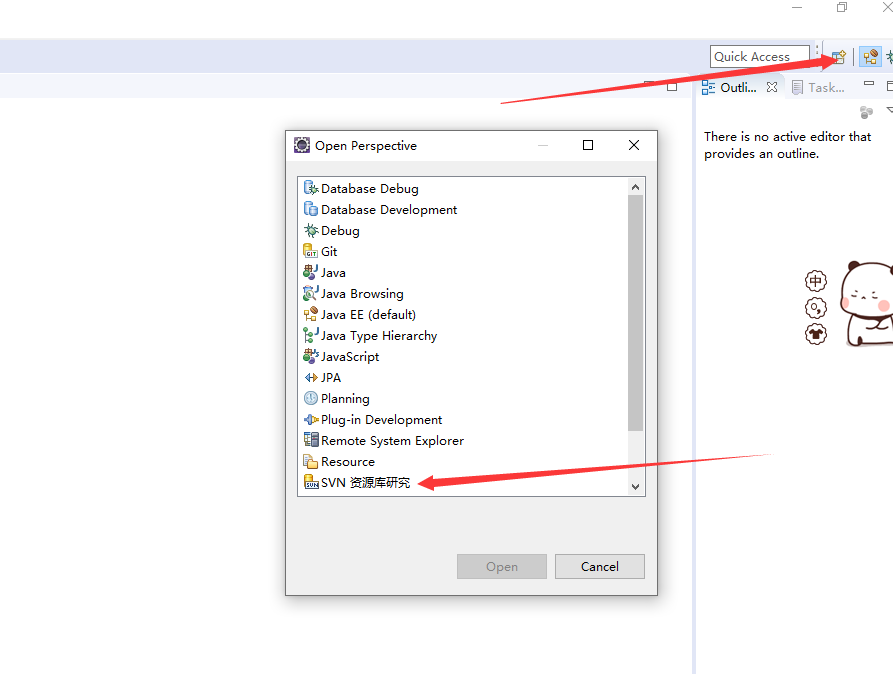 Quick Access
Outli...
Task...
There is no active editor that
provides an outline.
Open Perspective
Database Debug
Database Development
Debug
Git
Java
Java Browsing
Java EE (default)
Java Type Hierarchy
JavaScript
JPA
Planning
Plug-in Development
Remote System Explorer
Resource
SVN 资源库研究
Open
Cancel
中